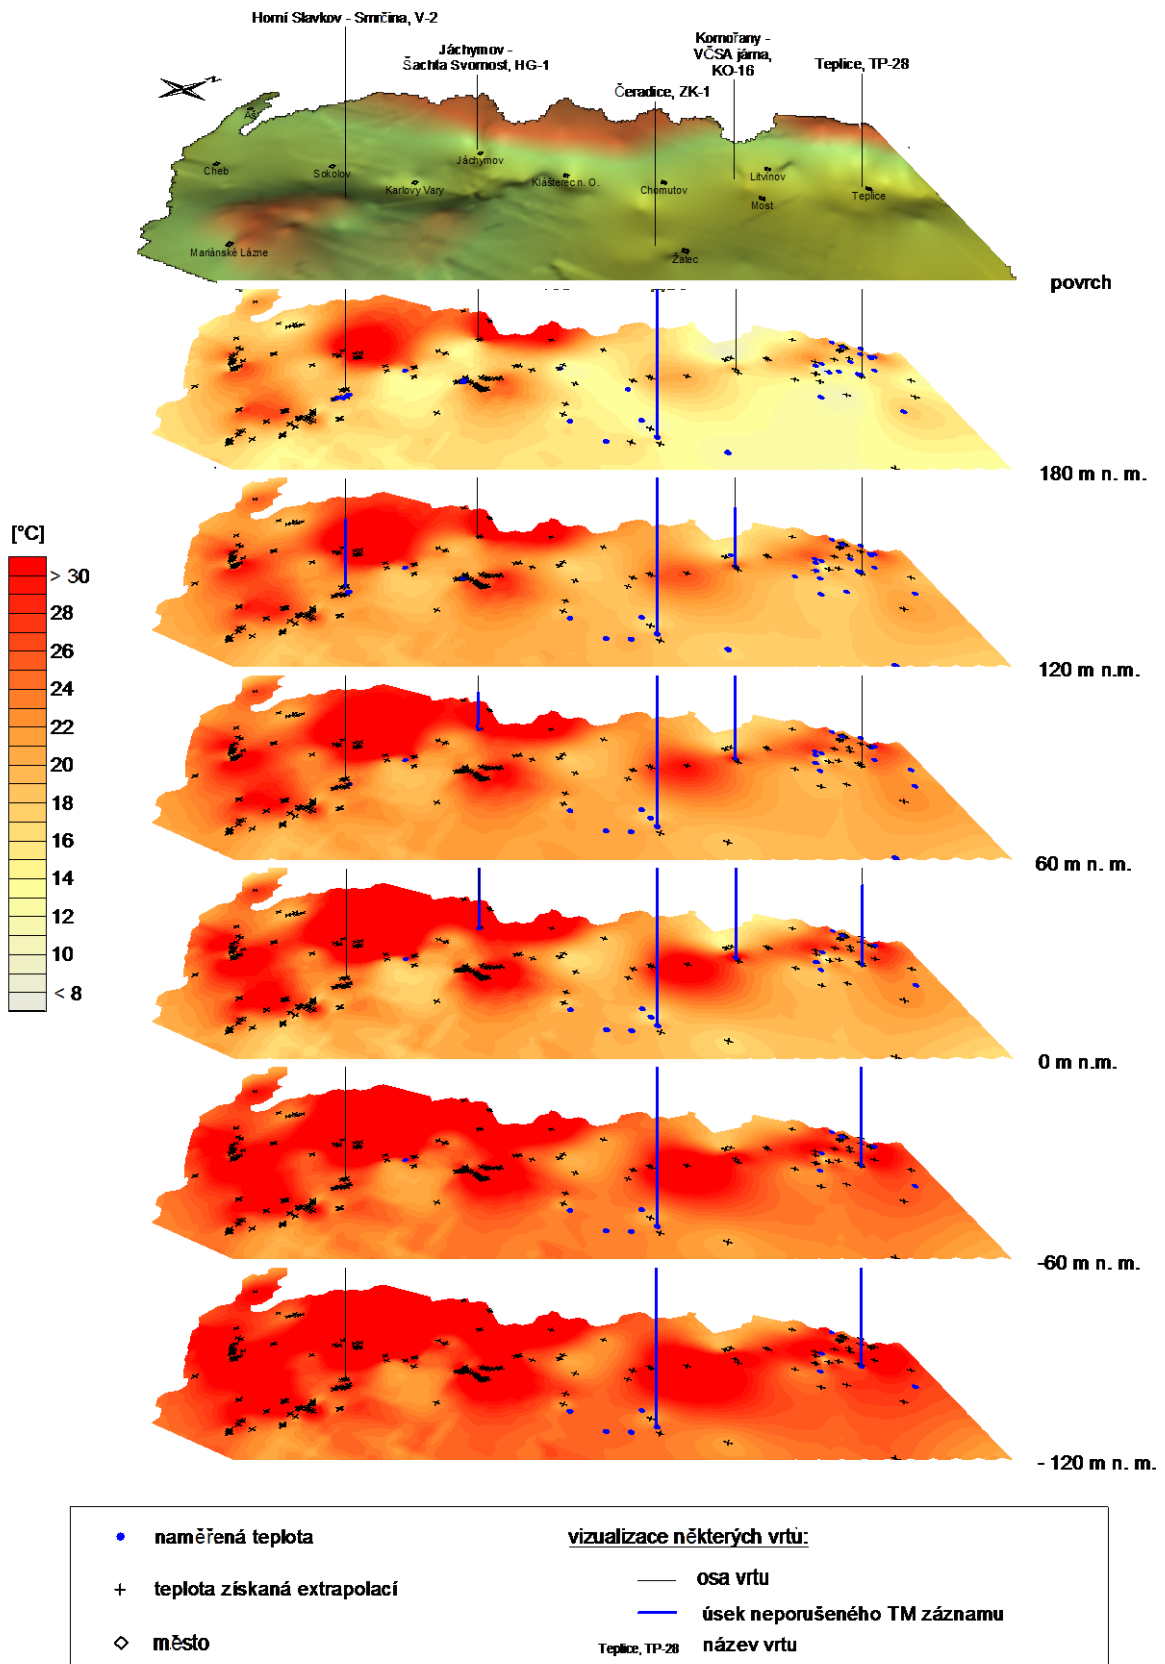 Horní Slavkov - Smrčina, V-2
Jáchymov -
Šachta Svornost, HG-1
Komořany -
VČSA jáma,
KO-16
Teplice, TP-28
Čeradice, ZK-1
Aš
Cheb
Sokolov
Karlovy Vary
Jáchymov
Klášterec n. O.
Chomutov
Litvínov
Most
Teplice
Mariánské Lázne
Žatec
povrch
180 m n. m.
120 m n.m.
60 m n. m.
0 m n.m.
-60 m n. m.
- 120 m n. m.
[°C]
> 30
28
26
24
22
20
18
16
14
12
10
< 8
naměřená teplota
teplota získaná extrapolací
město
vizualizace některých vrtů:
osa vrtu
úsek neporušeného TM záznamu
Teplice, TP-28 název vrtu